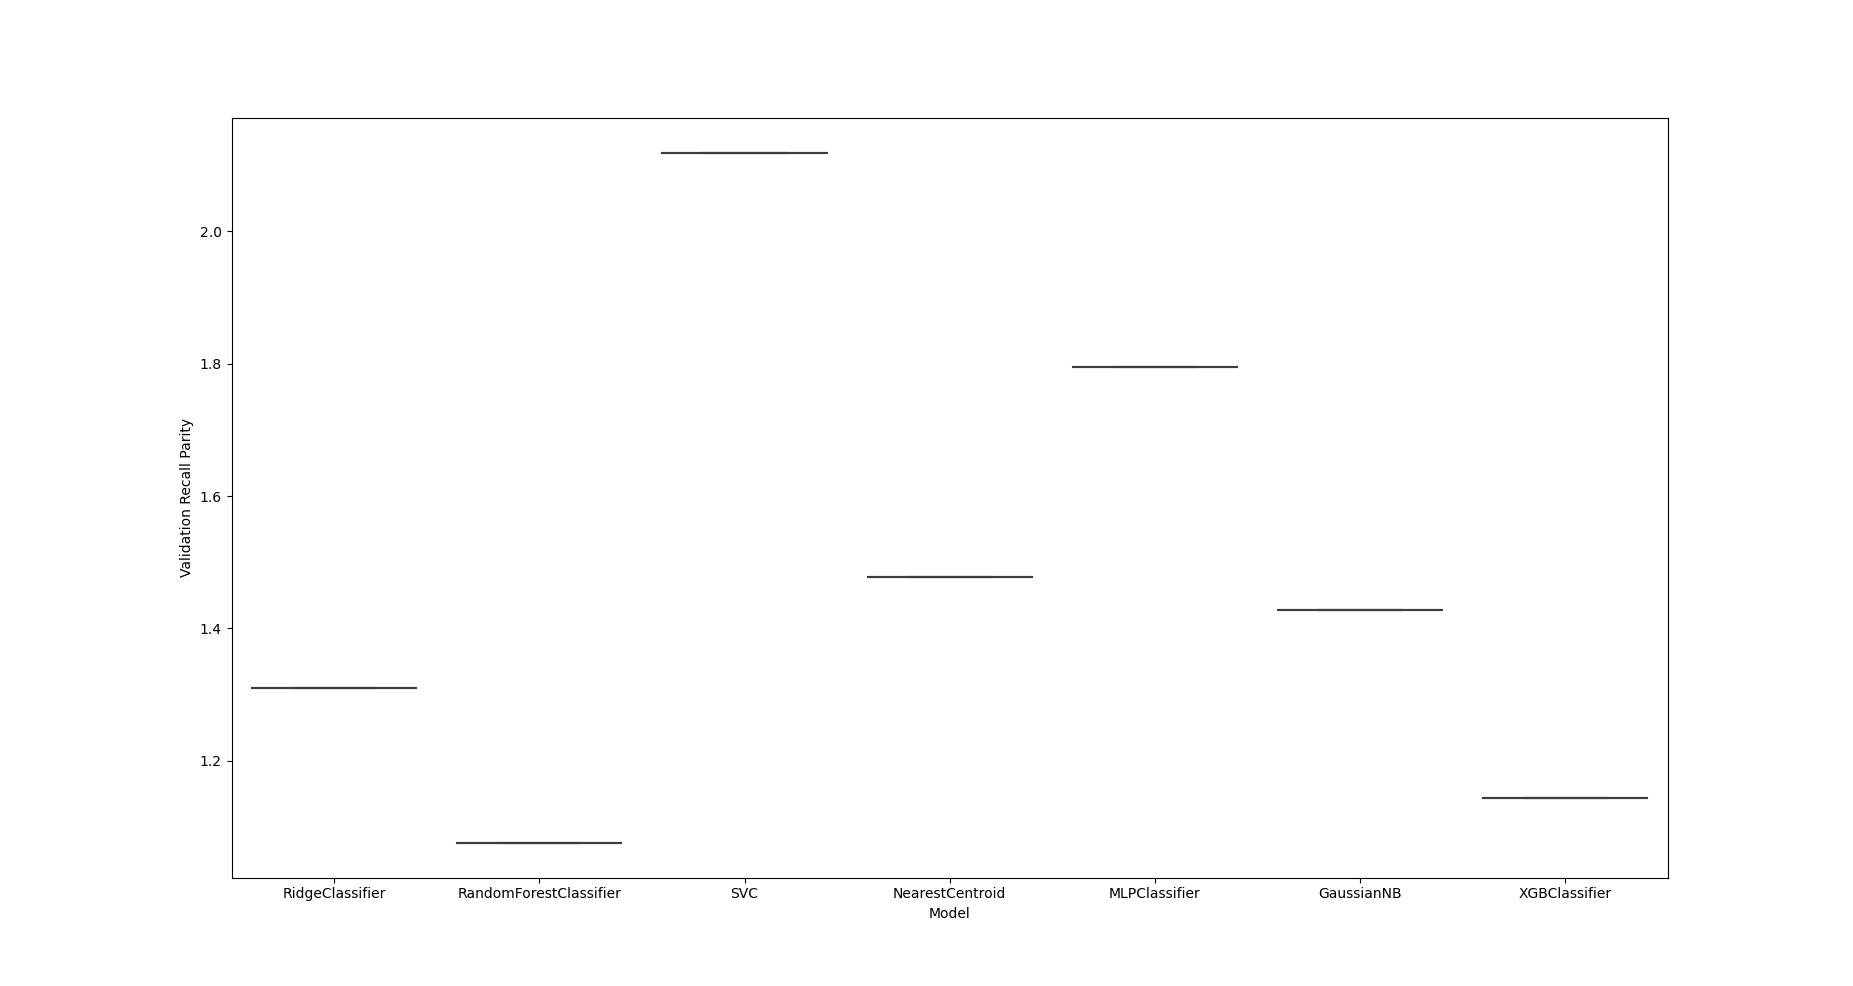 2.0
1.8
1.6
1.4
1.2
Validation Recall Parity
RidgeClassifier RandomForestClassifier SVC NearestCentroid MLPClassifier GaussianNB XGBClassifier
Model